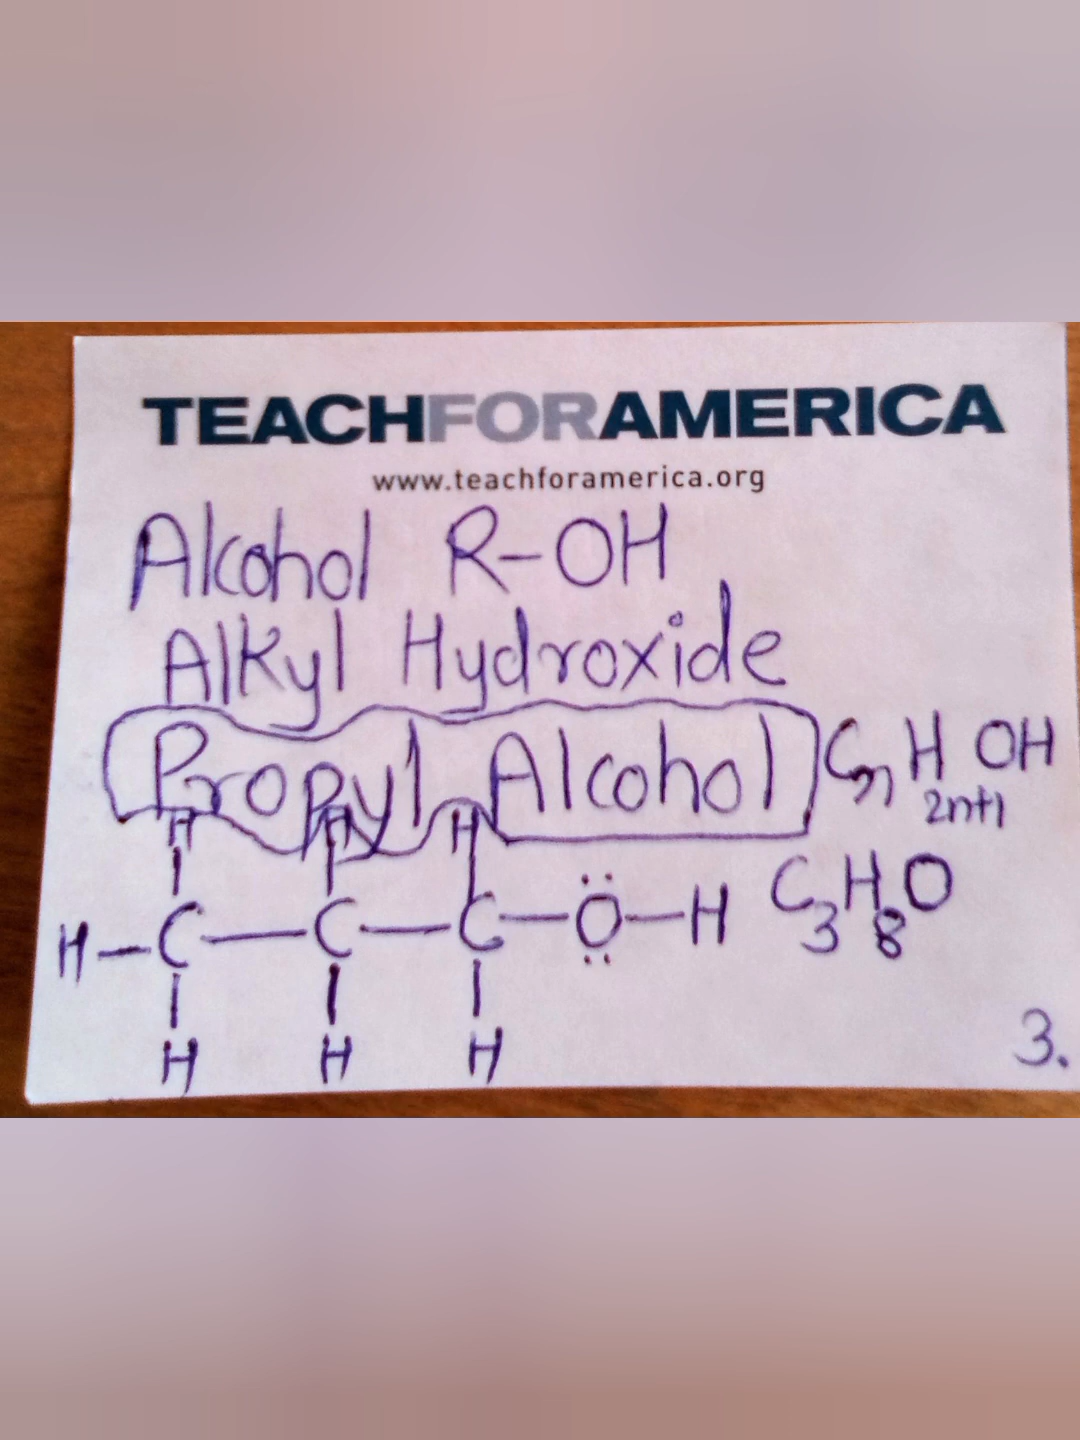 TEACHFORAMERICA
www.teachforamerica.org
Alcohol R-OH
Alkyl Hydroxide
Propyl Alcohol CnH2n+1OH
H H H
H-C-C-C-Ö-H C3H8O
H H H
3.